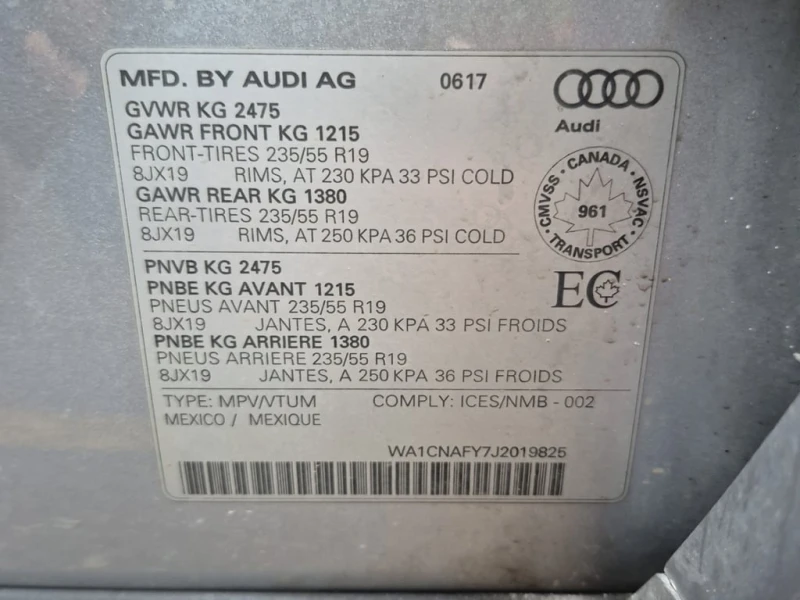 MFD. BY AUDI AG 0617
Audi
GVWR KG 2475
GAWR FRONT KG 1215
FRONT-TIRES 235/55 R19
8JX19 RIMS, AT 230 KPA 33 PSI COLD
GAWR REAR KG 1380
REAR-TIRES 235/55 R19
8JX19 RIMS, AT 250 KPA 36 PSI COLD
CMVSS · CANADA · NSVAC · TRANSPORT ·
961
PNVB KG 2475
PNBE KG AVANT 1215
PNEUS AVANT 235/55 R19
8JX19 JANTES, A 230 KPA 33 PSI FROIDS
PNBE KG ARRIERE 1380
PNEUS ARRIERE 235/55 R19
8JX19 JANTES, A 250 KPA 36 PSI FROIDS
EC
TYPE: MPV/VTUM COMPLY: ICES/NMB - 002
MEXICO / MEXIQUE
WA1CNAFY7J2019825